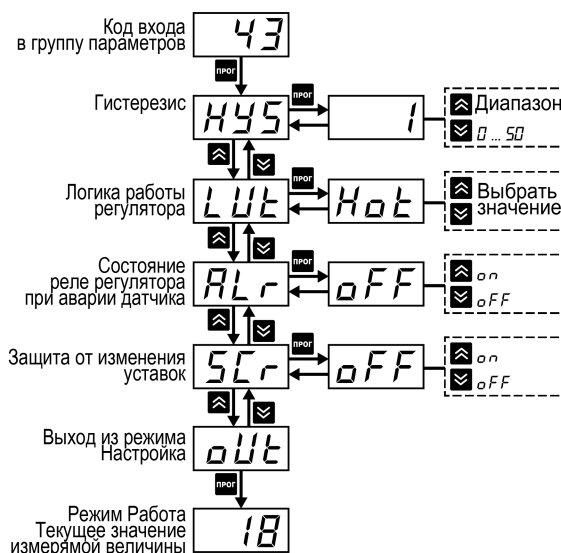 Код входа
в группу параметров
43
ПРОГ
Гистерезис
HYS
ПРОГ
1
Диапазон
0 ... 50
Логика работы
регулятора
LUt
ПРОГ
Hot
Выбрать
значение
Состояние
реле регулятора
при аварии датчика
ALr
ПРОГ
oFF
on
oFF
Защита от изменения
уставок
SCr
ПРОГ
oFF
on
oFF
Выход из режима
Настройка
oUt
ПРОГ
Режим Работа
Текущее значение
измерямой величины
18